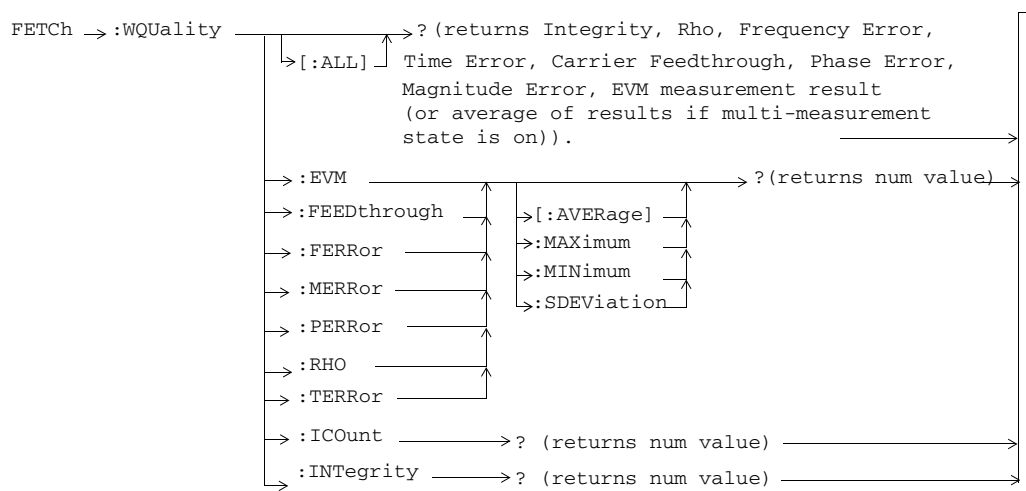 FETCh :WQUality ? (returns Integrity, Rho, Frequency Error,
[:ALL] Time Error, Carrier Feedthrough, Phase Error,
Magnitude Error, EVM measurement result
(or average of results if multi-measurement
state is on)).
:EVM ?(returns num value)
:FEEDthrough [:AVERage]
:FERRor :MAXimum
:MERRor :MINimum
:PERRor :SDEViation
:RHO
:TERRor
:ICOunt ? (returns num value)
:INTegrity ? (returns num value)